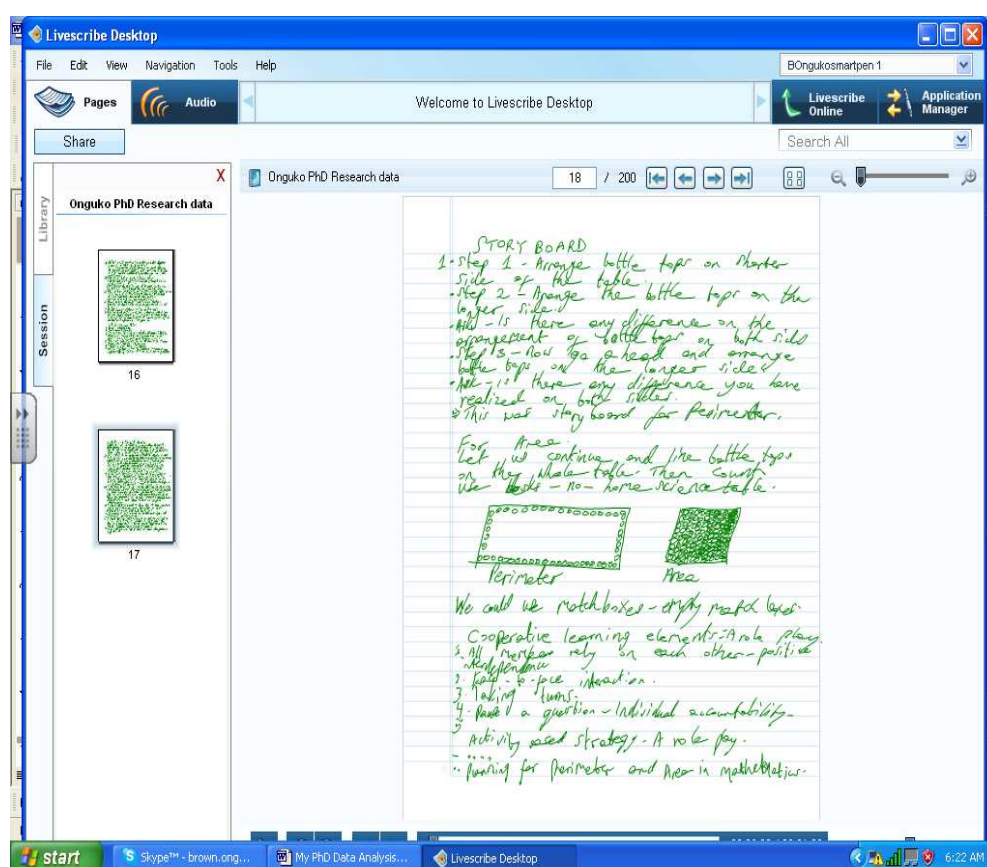 Livescribe Desktop
File Edit View Navigation Tools Help
BOngukosmartpen 1
Pages Audio
Welcome to Livescribe Desktop
Livescribe Online
Application Manager
Share
Search All
Library
Session
X
Onguko PhD Research data
16
17
Onguko PhD Research data
18 / 200
STORY BOARD
1. Step 1 - Arrange bottle tops on shorter
side of the table.
- Step 2 - Arange the bottle tops on the
longer side.
- Ask - Is there any difference on the
arrangement of bottle tops on both side
- Step 3 - Now go ahead and arrange
bottle tops on the longer sides
- Ask - is there any difference you have
realized on both sides.
This was story board for Perimeter.
For Area.
Let us continue and line bottle tops
on the whole table. Then count.
Use desks - no - home science table.
Perimeter
Area
We could use matchboxes - empty match boxes.
Cooperative learning elements - A role play.
1. All member rely on each other - positive
interdependence
2. Face-to-face interaction.
3. Taking turns.
4. a question - Individual accountability -
5
Activity based strategy - A role pay.
for Perimeter and Area in mathematics.
start
Skype™ - brown.ong...
My PhD Data Analysis...
Livescribe Desktop
6:22 AM